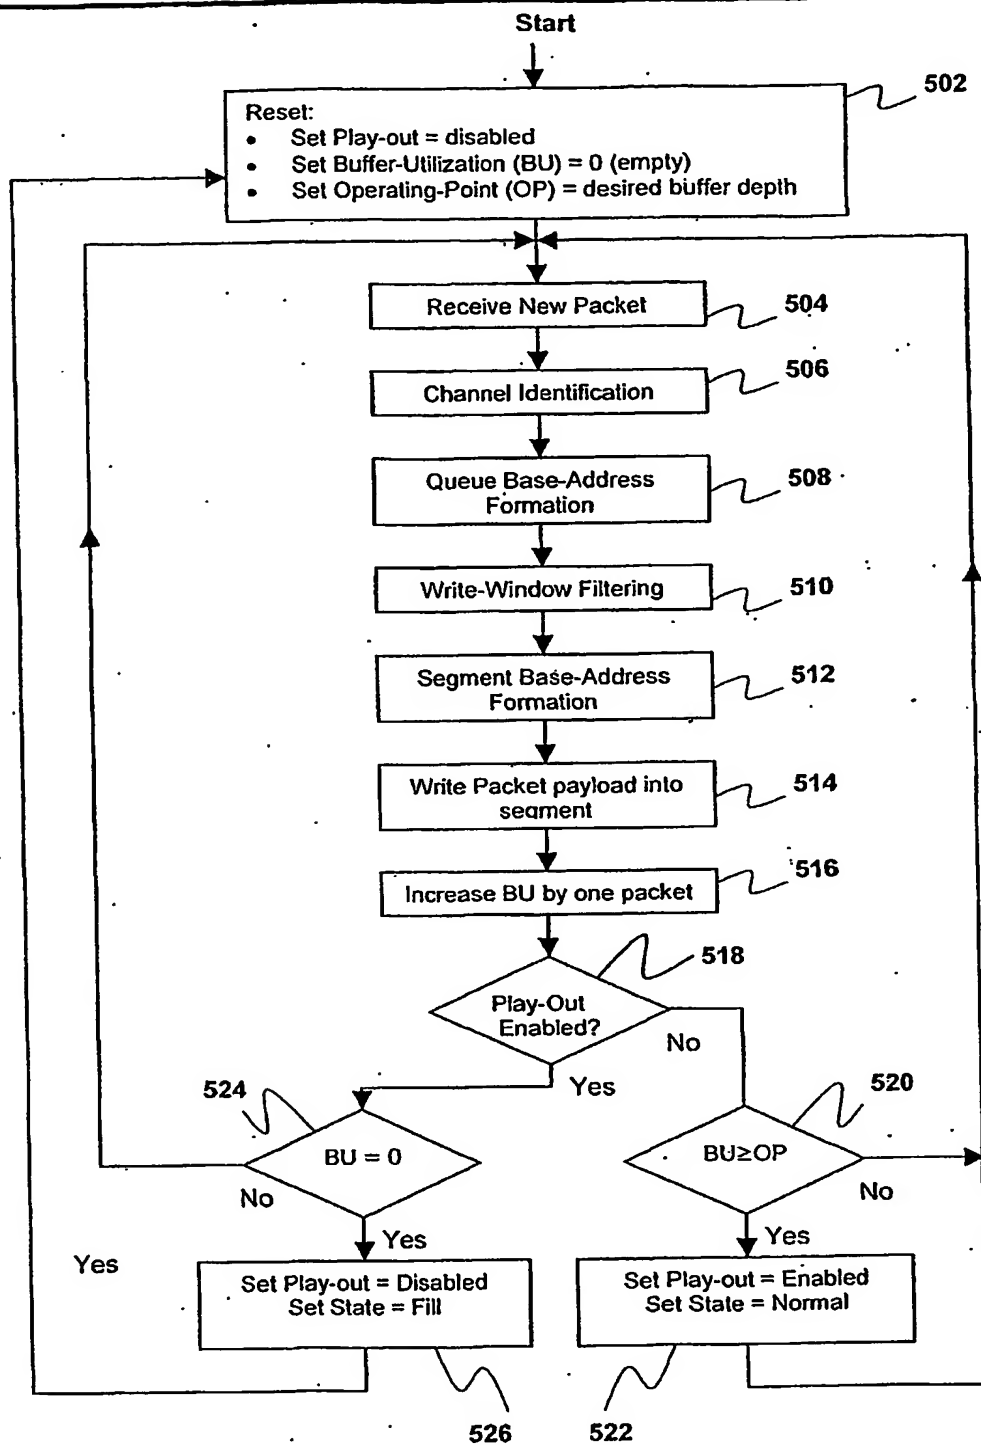 Start
502
Reset:
• Set Play-out = disabled
• Set Buffer-Utilization (BU) = 0 (empty)
• Set Operating-Point (OP) = desired buffer depth
Receive New Packet
504
Channel Identification
506
Queue Base-Address
Formation
508
Write-Window Filtering
510
Segment Base-Address
Formation
512
Write Packet payload into
segment
514
Increase BU by one packet
516
518
Play-Out
Enabled?
No
Yes
524
520
BU = 0
BU≥OP
No
No
Yes
Yes
Yes
Set Play-out = Disabled
Set State = Fill
Set Play-out = Enabled
Set State = Normal
526
522